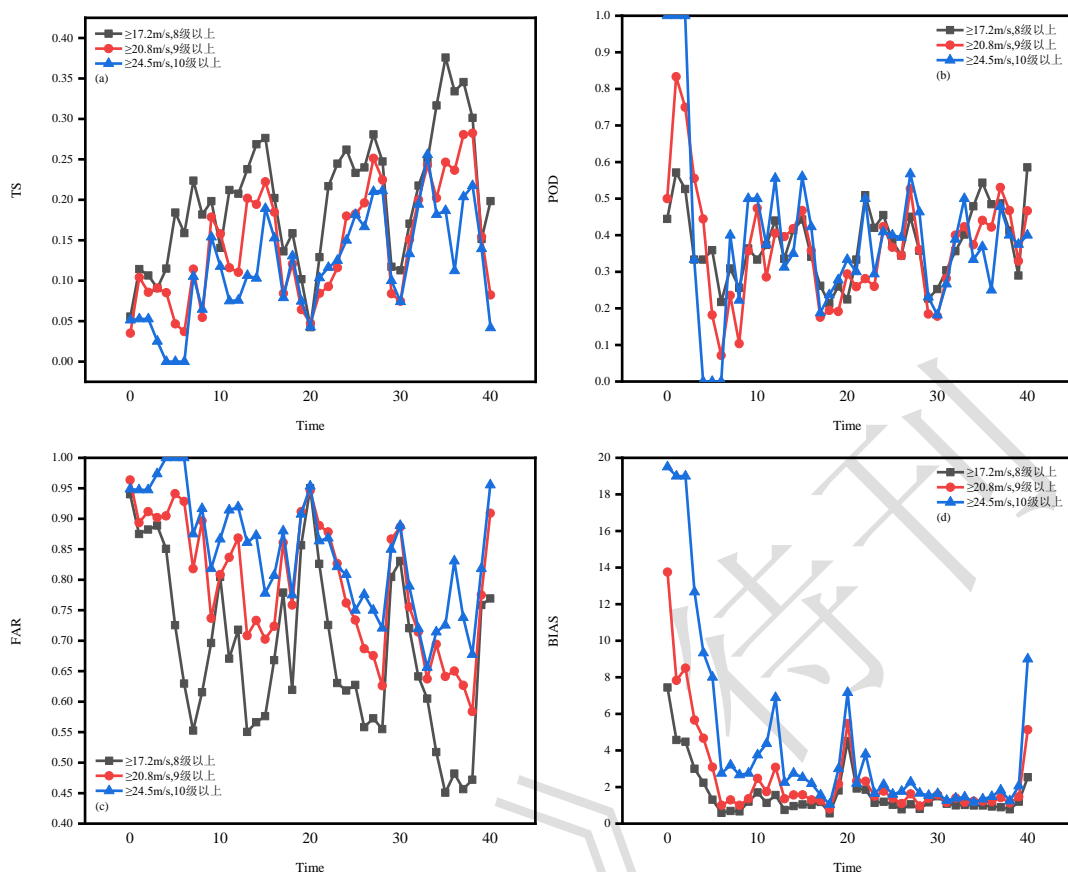 ≥17.2m/s,8级以上
≥20.8m/s,9级以上
≥24.5m/s,10级以上
(a)
TS
0.40
0.35
0.30
0.25
0.20
0.15
0.10
0.05
0.00
0 10 20 30 40
Time
≥17.2m/s,8级以上
≥20.8m/s,9级以上
≥24.5m/s,10级以上
(b)
POD
1.0
0.9
0.8
0.7
0.6
0.5
0.4
0.3
0.2
0.1
0.0
0 10 20 30 40
Time
≥17.2m/s,8级以上
≥20.8m/s,9级以上
≥24.5m/s,10级以上
(c)
FAR
1.00
0.95
0.90
0.85
0.80
0.75
0.70
0.65
0.60
0.55
0.50
0.45
0.40
0 10 20 30 40
Time
≥17.2m/s,8级以上
≥20.8m/s,9级以上
≥24.5m/s,10级以上
(d)
BIAS
20
18
16
14
12
10
8
6
4
2
0
0 10 20 30 40
Time
待刊》